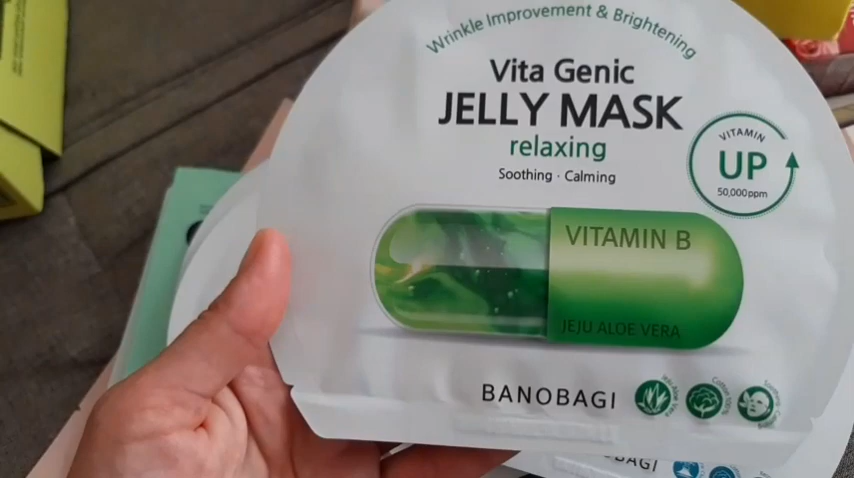 Wrinkle Improvement & Brightening
Vita Genic
JELLY MASK
relaxing
Soothing · Calming
VITAMIN
UP
50,000ppm
VITAMIN B
JEJU ALOE VERA
BANOBAGI